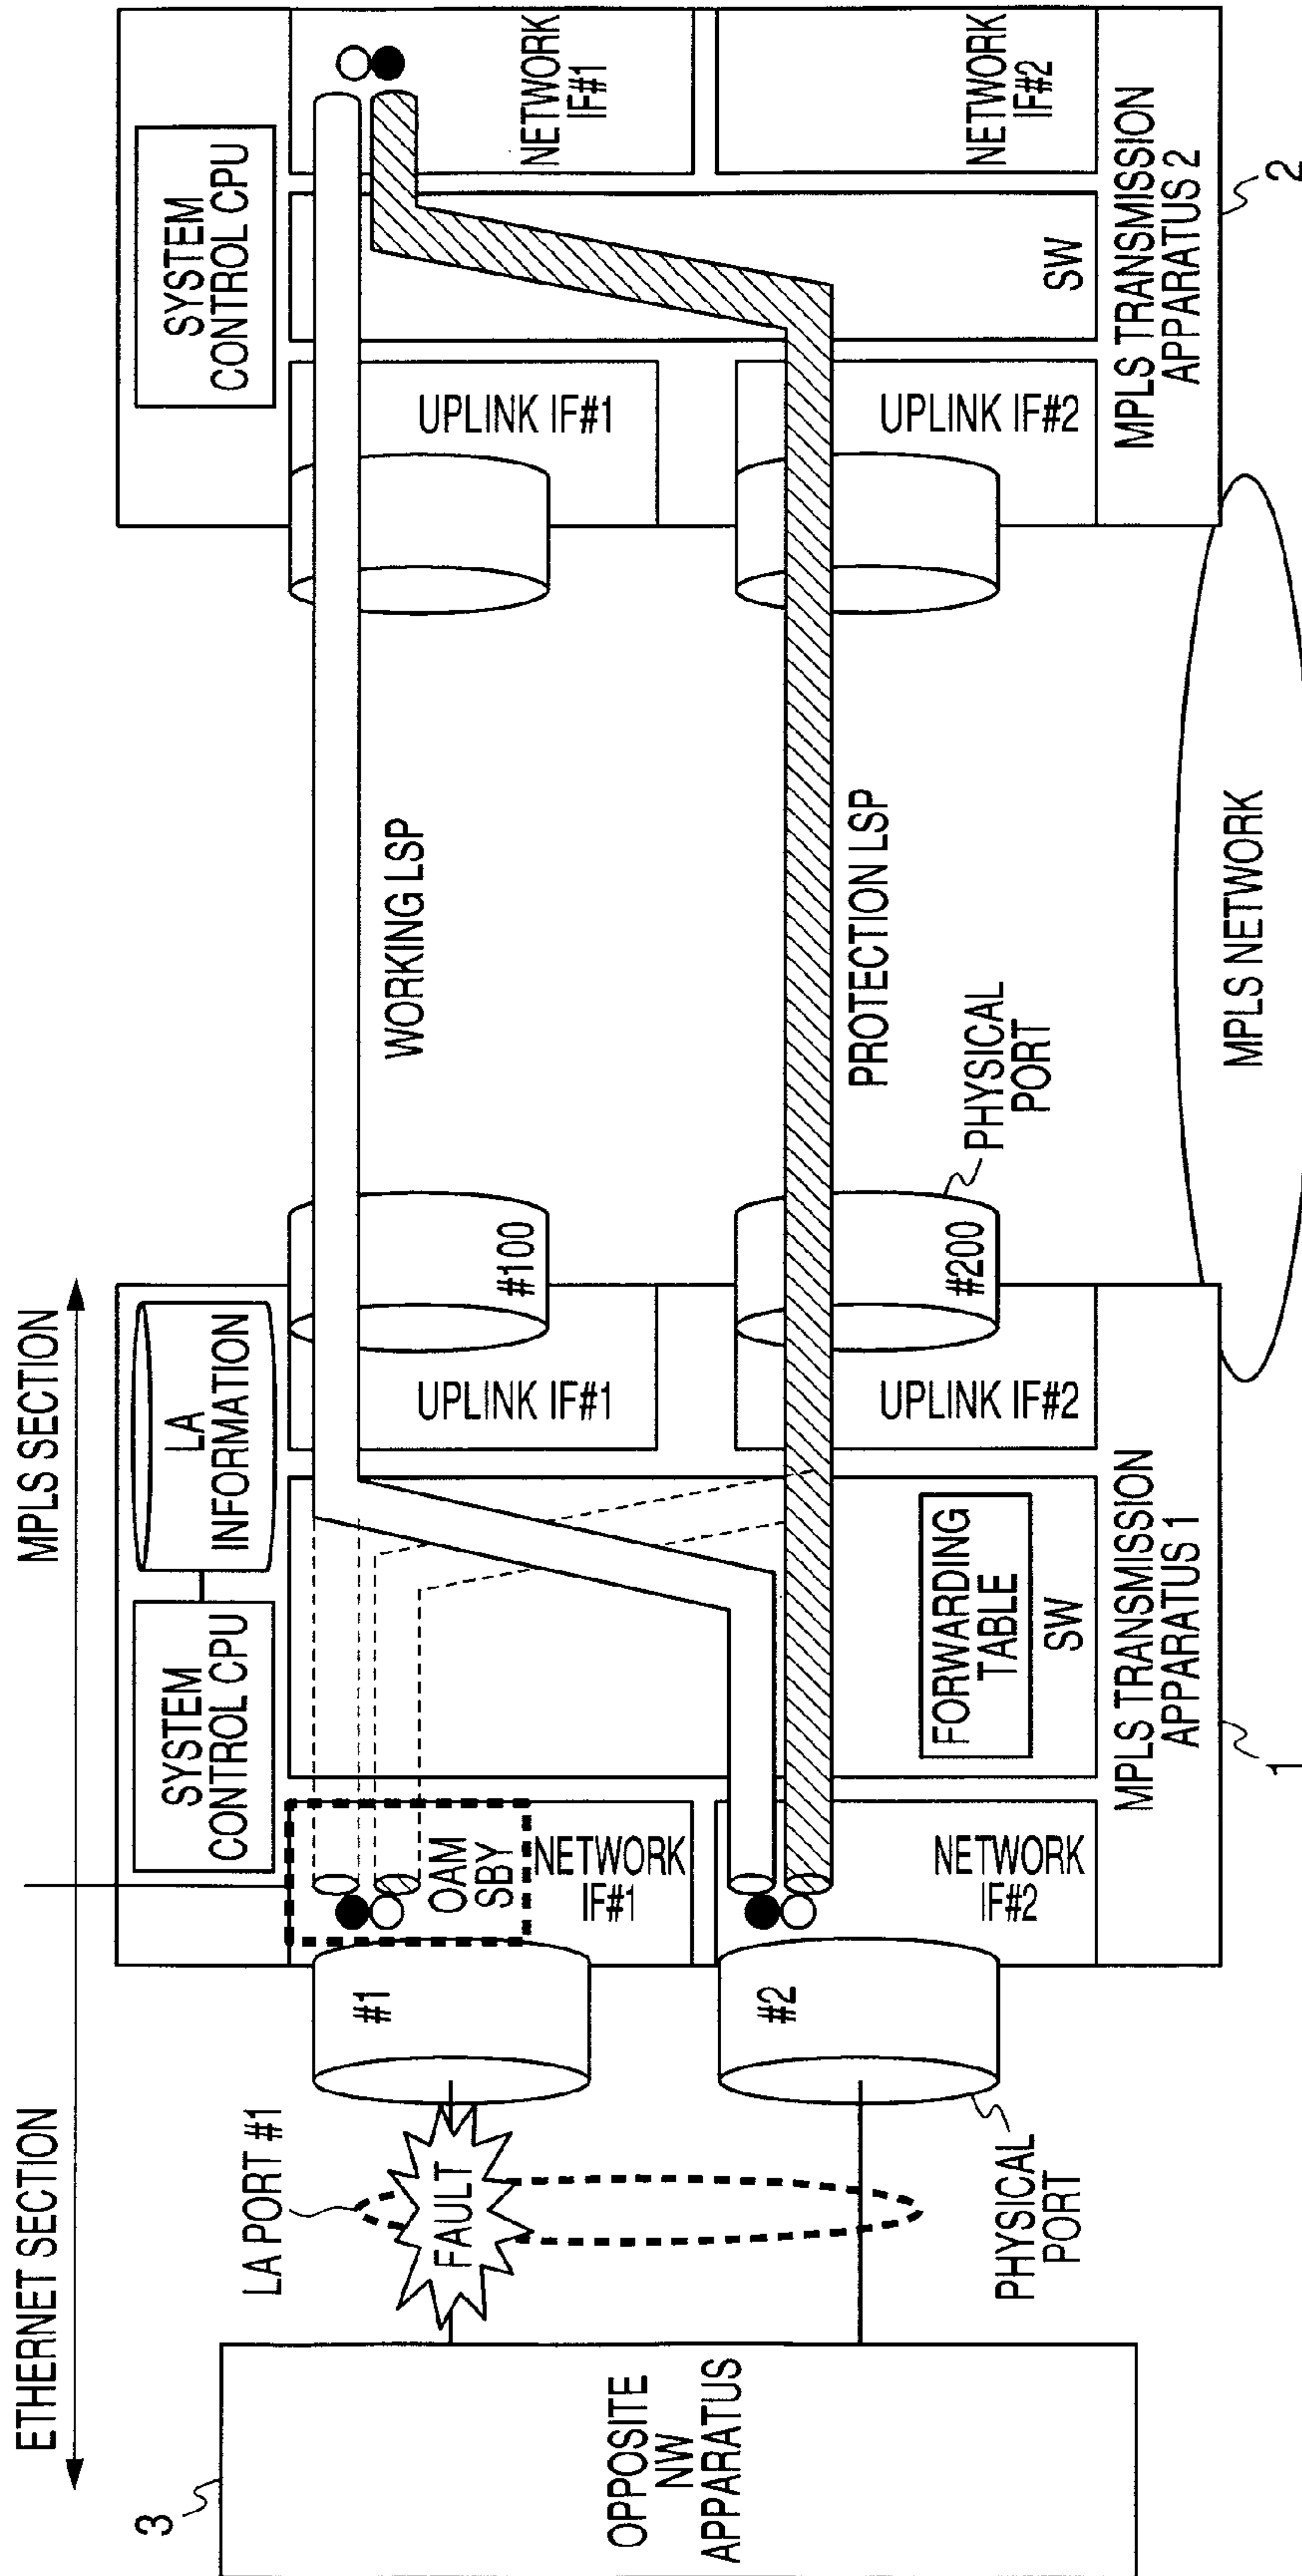 ETHERNET SECTION
MPLS SECTION
3
OPPOSITE
NW
APPARATUS
LA PORT #1
FAULT
PHYSICAL
PORT
#1
#2
SYSTEM
CONTROL CPU
LA
INFORMATION
OAM
SBY
NETWORK
IF#1
NETWORK
IF#2
FORWARDING
TABLE
SW
UPLINK IF#1
UPLINK IF#2
MPLS TRANSMISSION
APPARATUS 1
1
#100
#200
PHYSICAL
PORT
WORKING LSP
PROTECTION LSP
MPLS NETWORK
SYSTEM
CONTROL CPU
UPLINK IF#1
UPLINK IF#2
SW
NETWORK
IF#1
NETWORK
IF#2
MPLS TRANSMISSION
APPARATUS 2
2